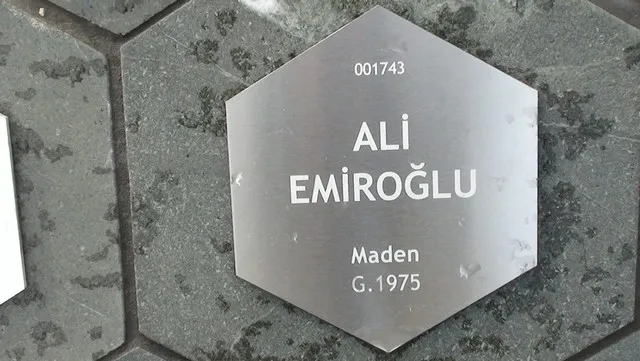 001743
ALİ
EMİROĞLU
Maden
G.1975